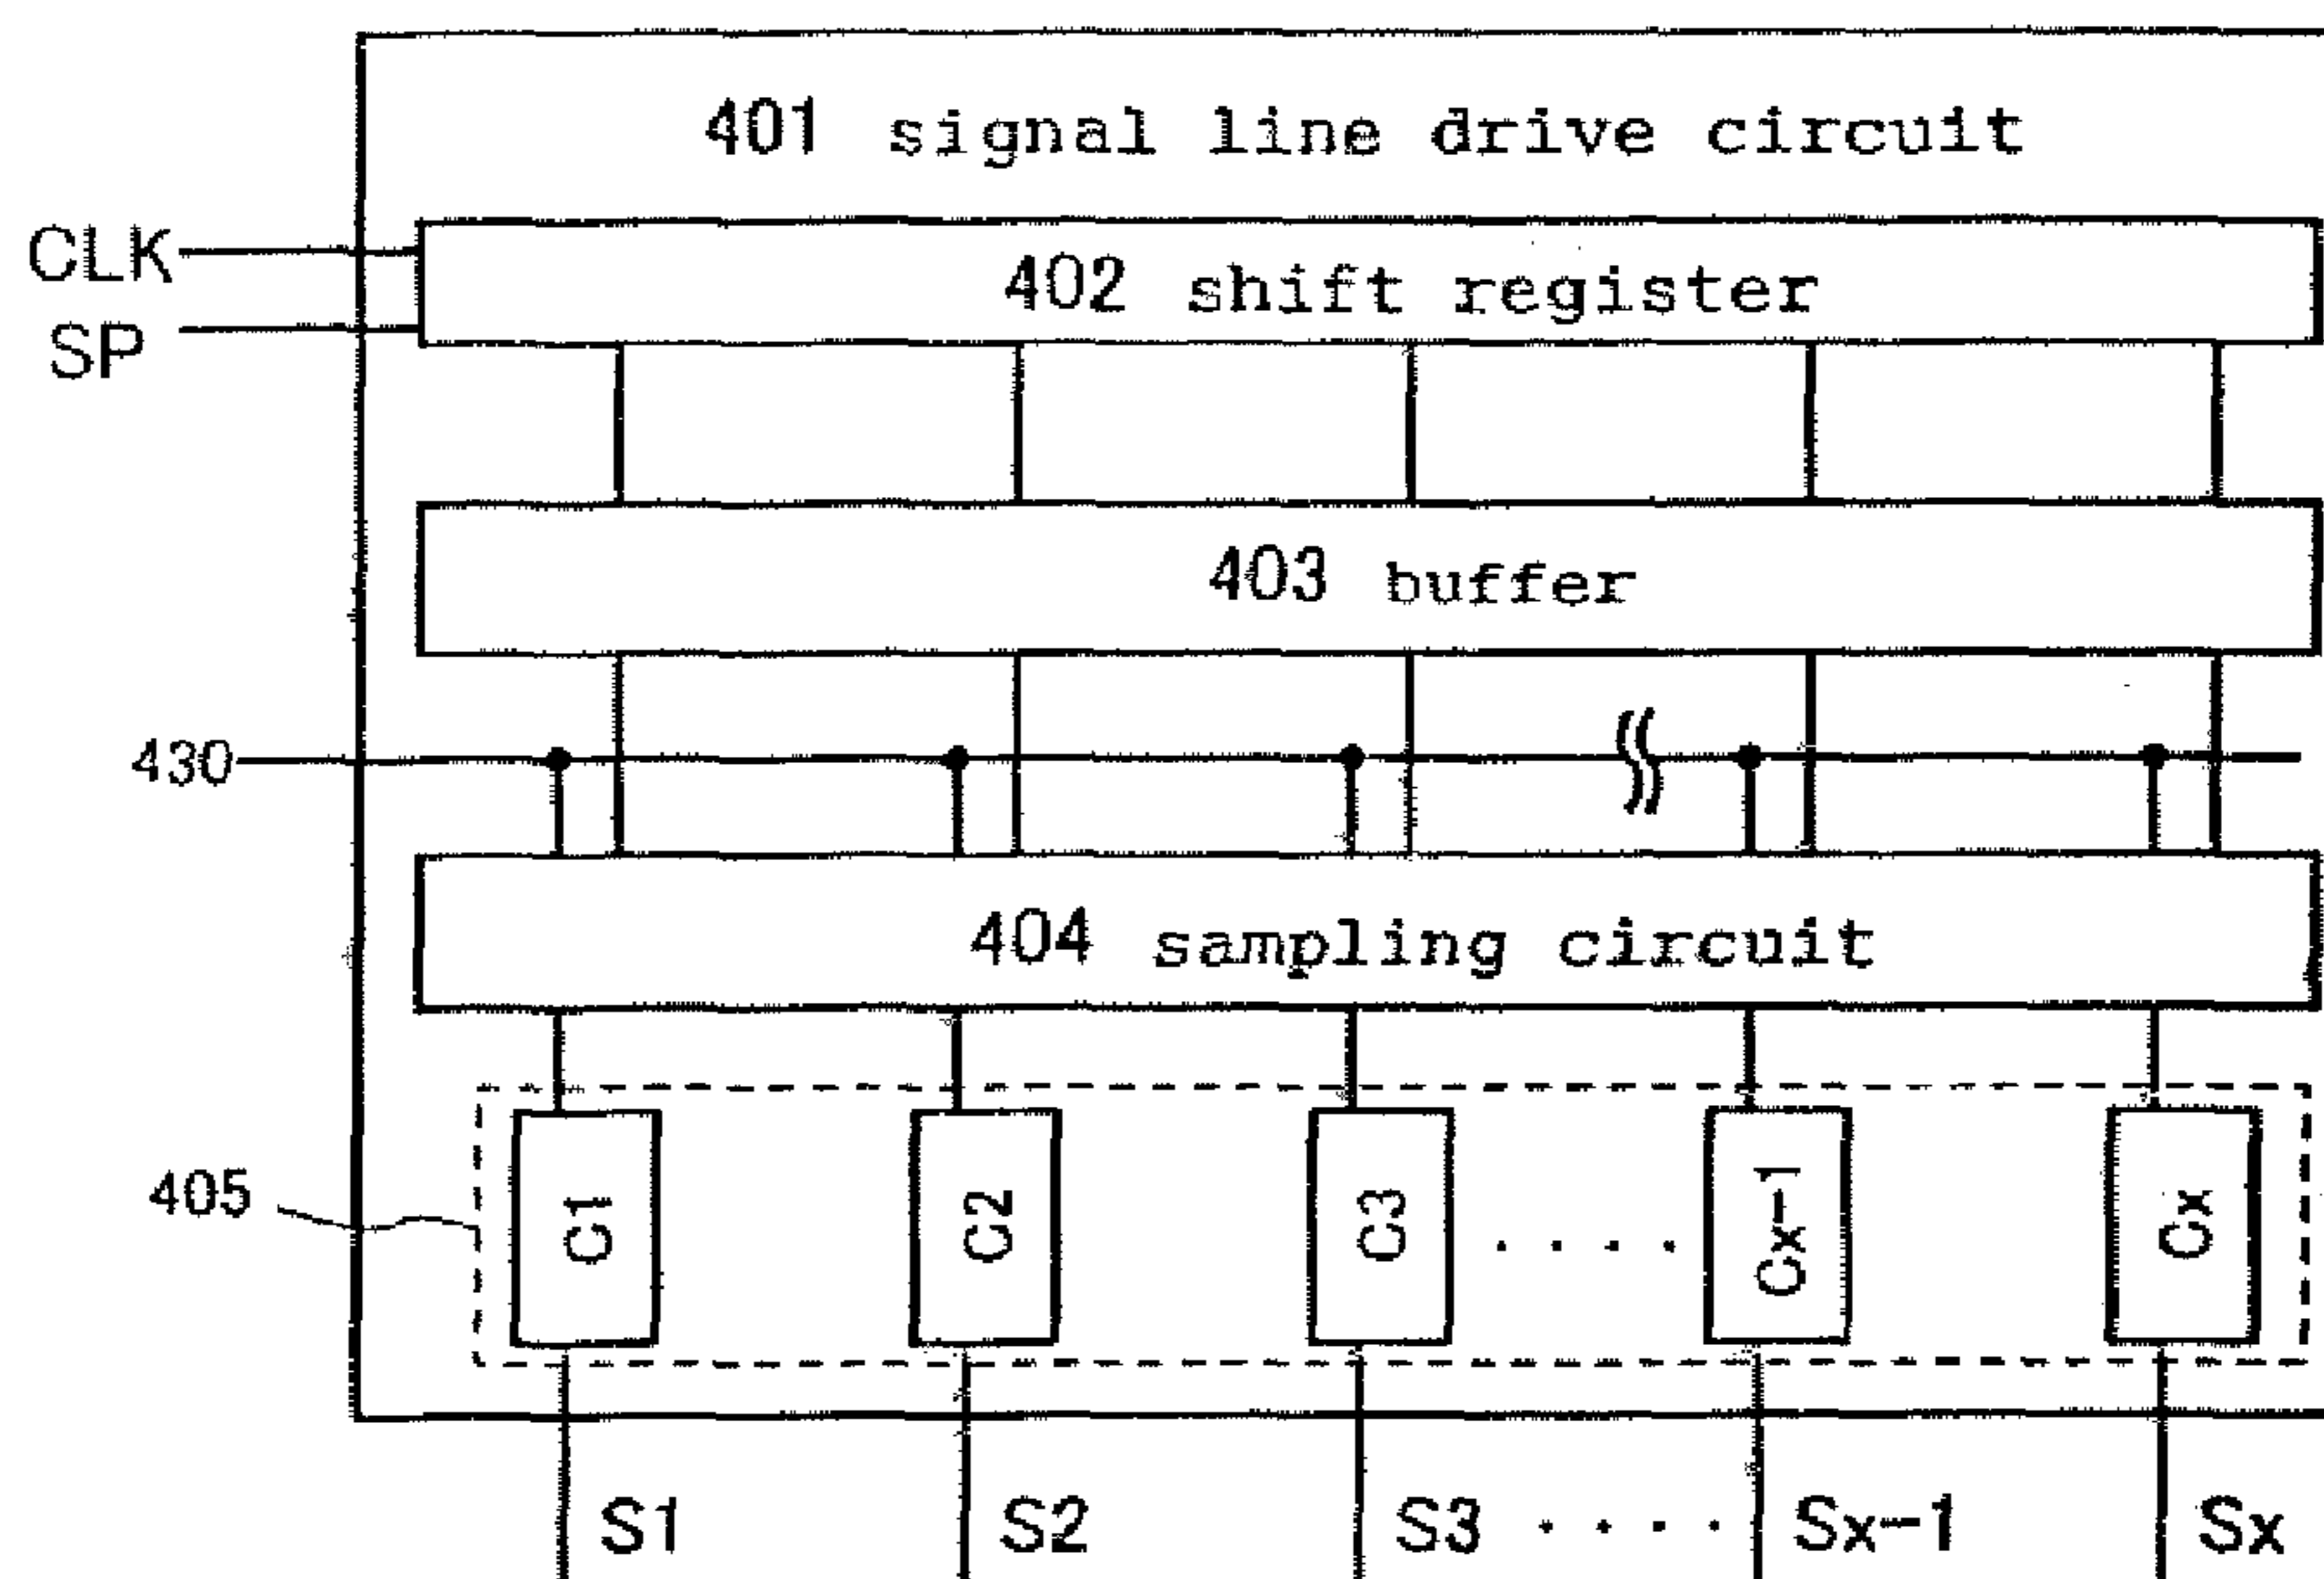 401 signal line drive circuit
CLK
402 shift register
SP
403 buffer
430
404 sampling circuit
405
C1
C2
C3
. . . .
Cx-1
Cx
S1
S2
S3 . . . .
Sx-1
Sx